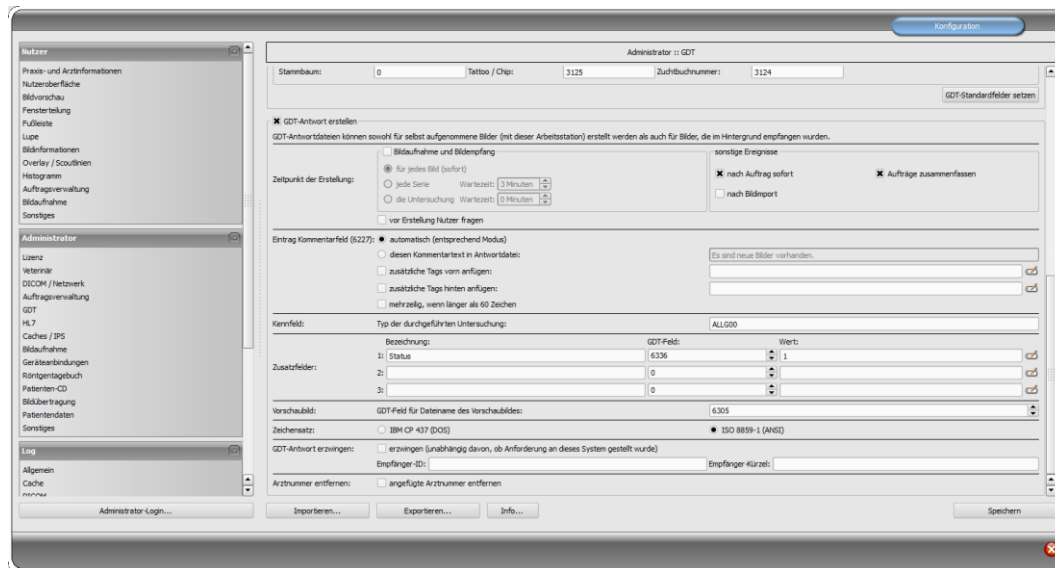 Konfiguration
Nutzer
Praxis- und Arztinformationen
Nutzeroberfläche
Bildvorschau
Fensterteilung
Fußleiste
Lupe
Bildinformationen
Overlay / Scoutlinien
Histogramm
Auftragsverwaltung
Bildaufnahme
Sonstiges
Administrator
Lizenz
Veterinär
DICOM / Netzwerk
Auftragsverwaltung
GDT
HL7
Caches / IPS
Bildaufnahme
Geräteanbindungen
Röntgentagebuch
Patienten-CD
Bildübertragung
Patientendaten
Sonstiges
Log
Allgemein
Cache
DICOM
Administrator-Login...
Administrator :: GDT
Stammbaum: 0 Tattoo / Chip: 3125 Zuchtbuchnummer: 3124
GDT-Standardfelder setzen
GDT-Antwort erstellen
GDT-Antwortdateien können sowohl für selbst aufgenommene Bilder (mit dieser Arbeitsstation) erstellt werden als auch für Bilder, die im Hintergrund empfangen wurden.
Zeitpunkt der Erstellung:
Bildaufnahme und Bildempfang
für jedes Bild (sofort)
jede Serie Wartezeit: 3 Minuten
die Untersuchung Wartezeit: 0 Minuten
sonstige Ereignisse
nach Auftrag sofort Aufträge zusammenfassen
nach Bildimport
vor Erstellung Nutzer fragen
Eintrag Kommentarfeld (6227): automatisch (entsprechend Modus)
diesen Kommentartext in Antwortdatei: Es sind neue Bilder vorhanden.
zusätzliche Tags vorn anfügen:
zusätzliche Tags hinten anfügen:
mehrzeilig, wenn länger als 60 Zeichen
Kennfeld: Typ der durchgeführten Untersuchung: ALLG00
Zusatzfelder:
Bezeichnung: GDT-Feld: Wert:
1: Status 6336 1
2: 0
3: 0
Vorschaubild: GDT-Feld für Dateiname des Vorschaubildes: 6305
Zeichensatz: IBM CP 437 (DOS) ISO 8859-1 (ANSI)
GDT-Antwort erzwingen: erzwingen (unabhängig davon, ob Anforderung an dieses System gestellt wurde)
Empfänger-ID: Empfänger-Kürzel:
Arztnummer entfernen: angefügte Arztnummer entfernen
Importieren... Exportieren... Info... Speichern